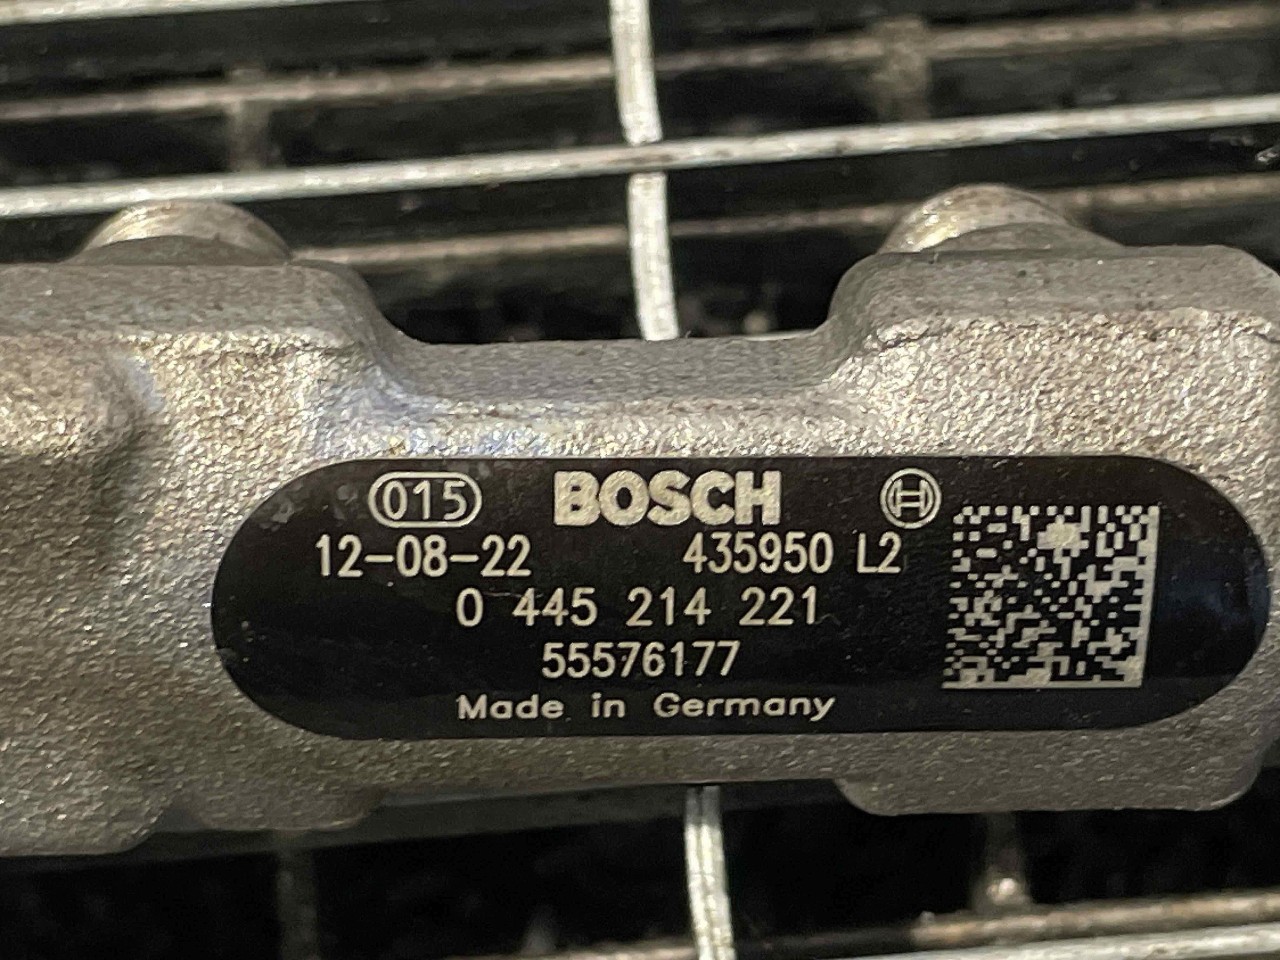 015 BOSCH
12-08-22 435950 L2
0 445 214 221
55576177
Made in Germany